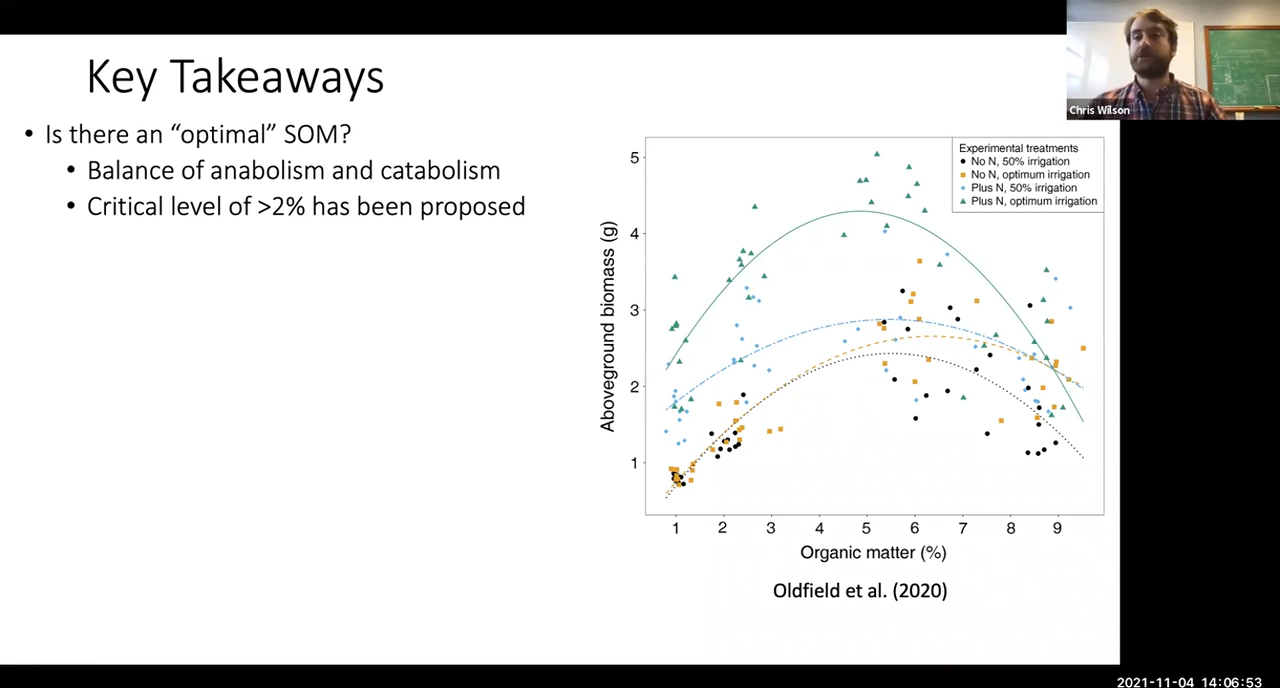 Key Takeaways
• Is there an “optimal” SOM?
• Balance of anabolism and catabolism
• Critical level of >2% has been proposed
Chris Wilson
Experimental treatments
No N, 50% irrigation
No N, optimum irrigation
Plus N, 50% irrigation
Plus N, optimum irrigation
Aboveground biomass (g)
5
4
3
2
1
1 2 3 4 5 6 7 8 9
Organic matter (%)
Oldfield et al. (2020)
2021-11-04 14:06:53